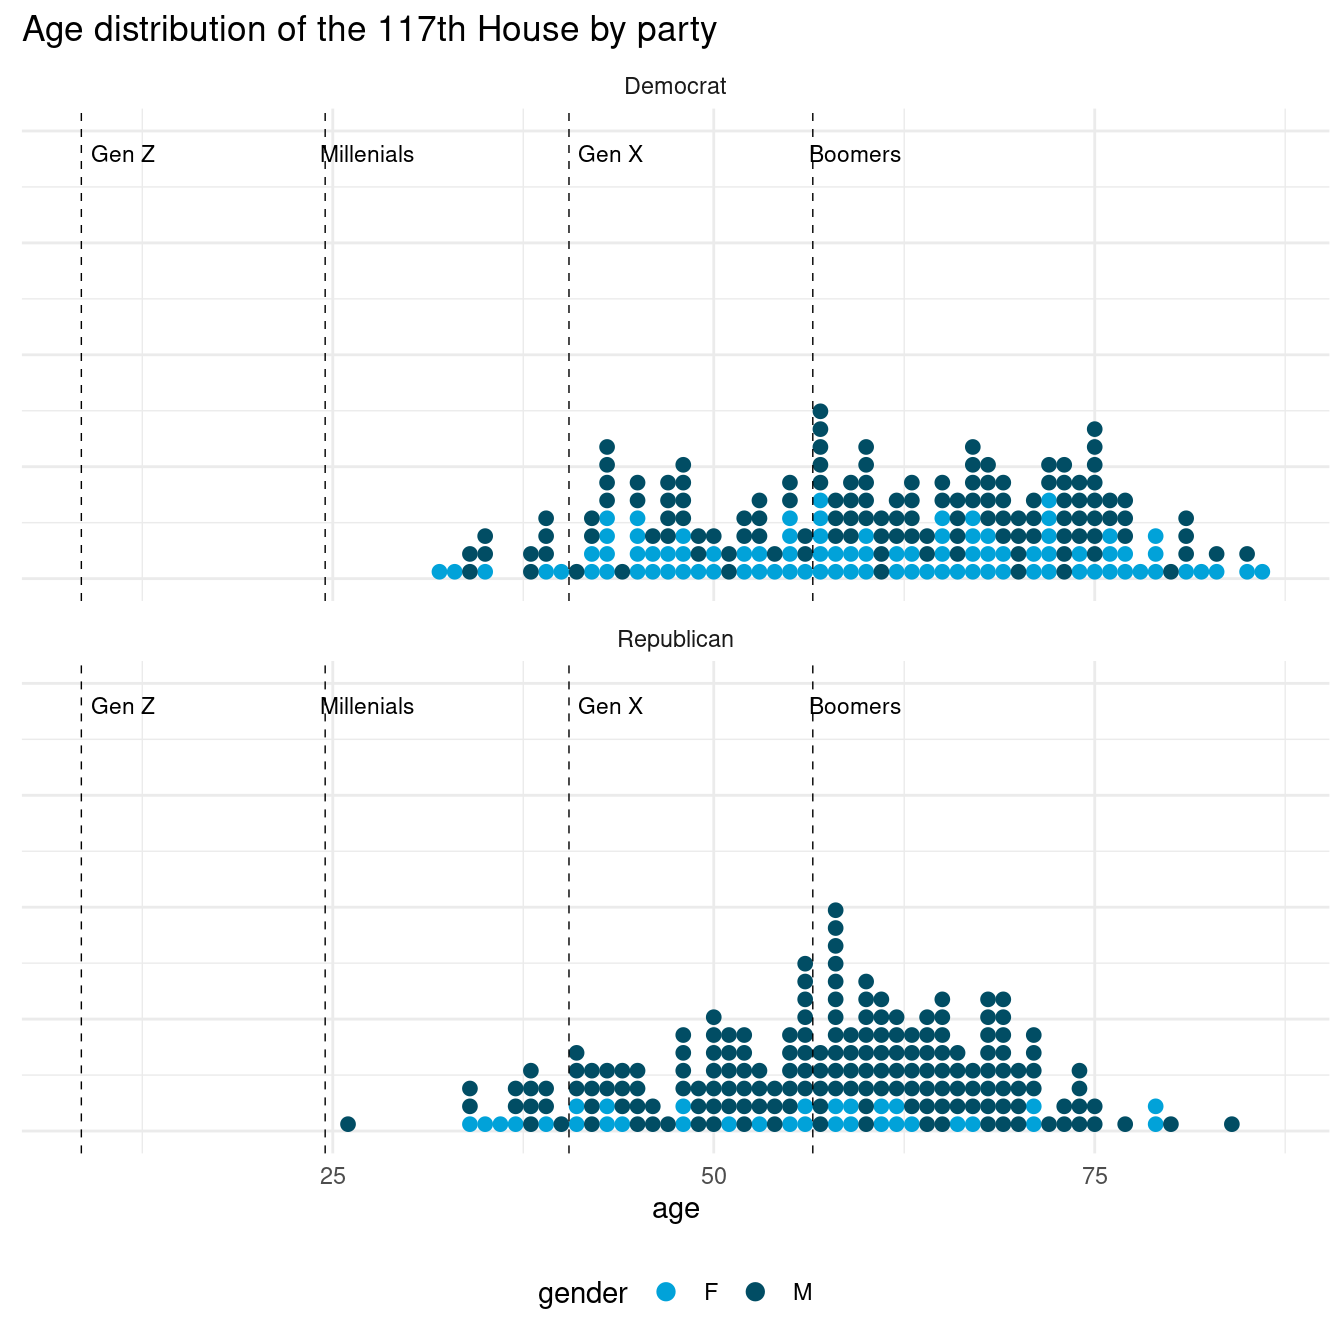 Age distribution of the 117th House by party
Democrat
Gen Z Millenials Gen X Boomers
Republican
Gen Z Millenials Gen X Boomers
25 50 75
age
gender F M